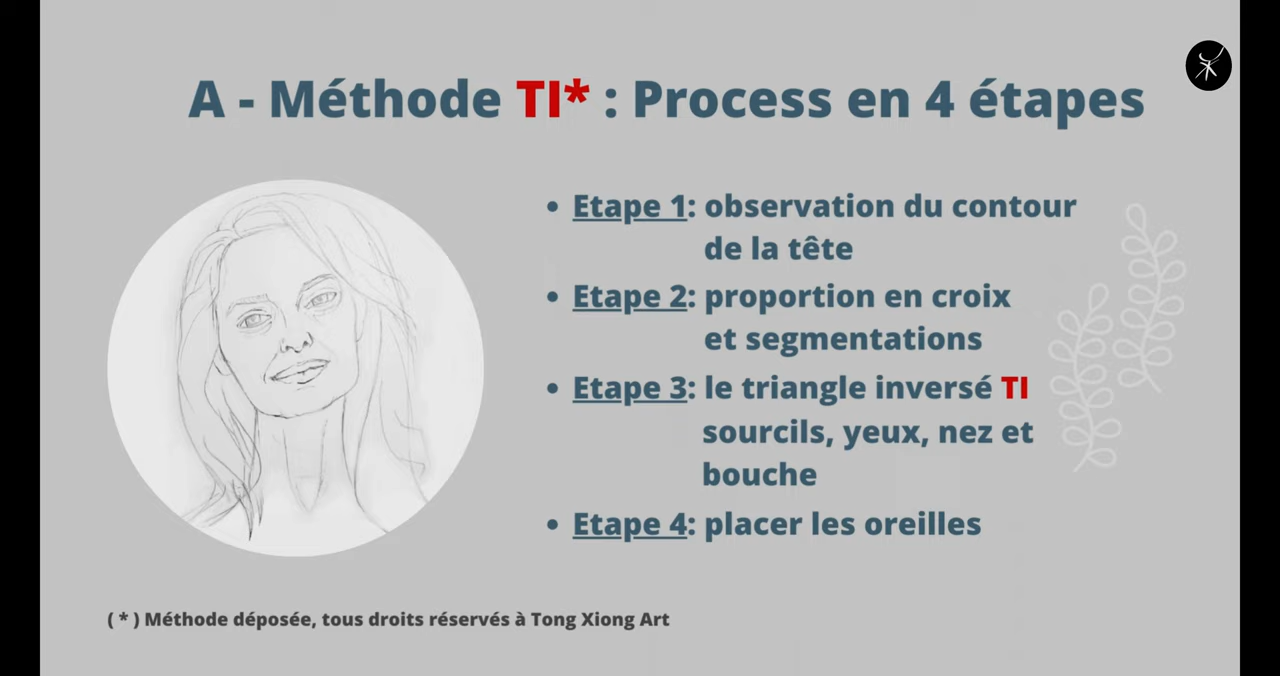 A - Méthode TI* : Process en 4 étapes
• Etape 1: observation du contour
de la tête
• Etape 2: proportion en croix
et segmentations
• Etape 3: le triangle inversé TI
sourcils, yeux, nez et
bouche
• Etape 4: placer les oreilles
( * ) Méthode déposée, tous droits réservés à Tong Xiong Art